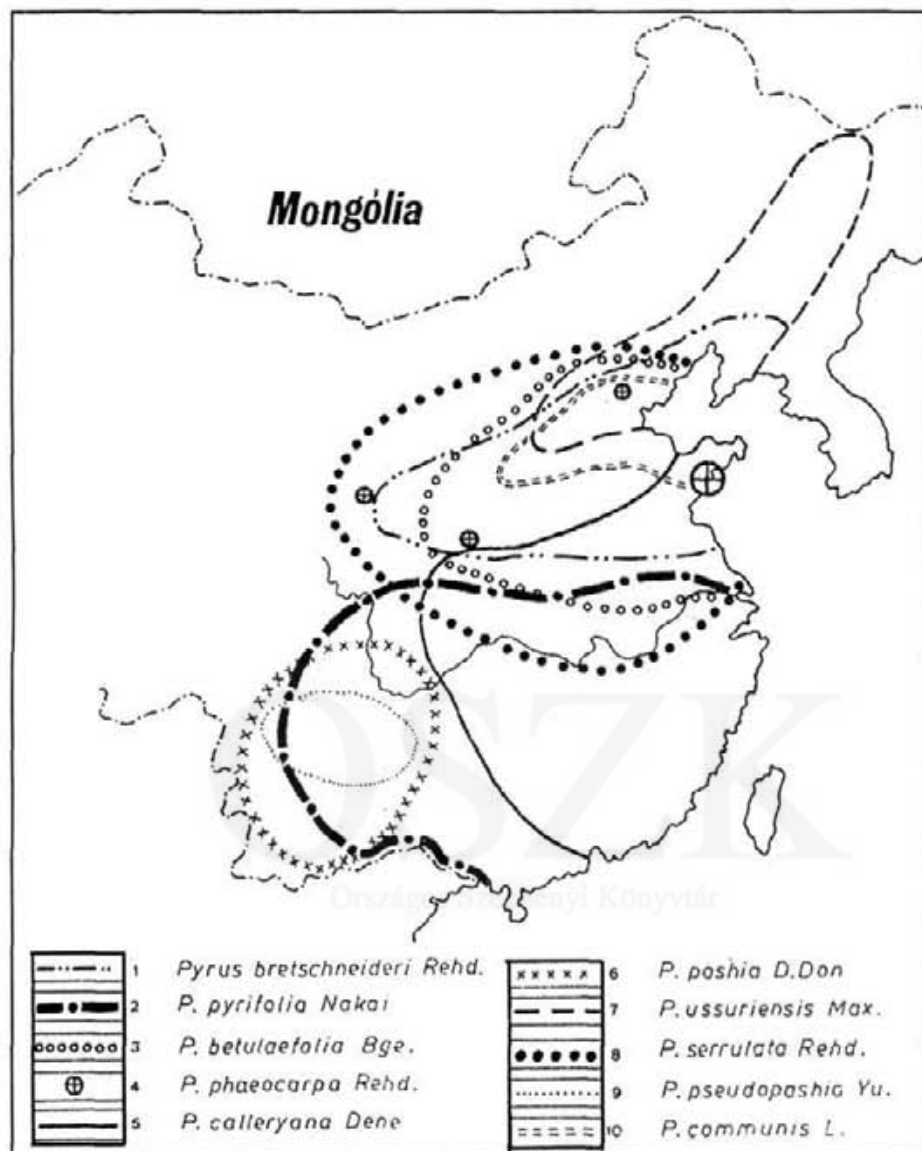 Mongólia
OSZK
Országos Széchényi Könyvtár
1 Pyrus bretschneideri Rehd.
2 P. pyrifolia Nakai
3 P. betulaefolia Bge.
4 P. phaeocarpa Rehd.
5 P. calleryana Dene
6 P. pashia D.Don
7 P. ussuriensis Max.
8 P. serrulata Rehd.
9 P. pseudopashia Yu.
10 P. communis L.